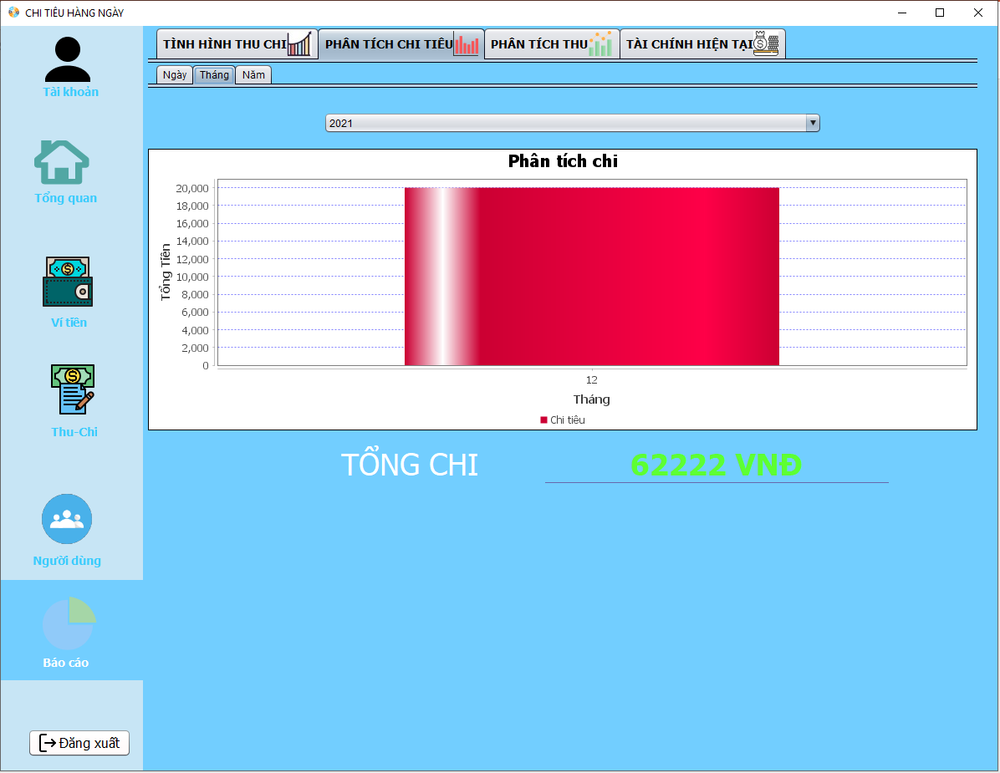 CHI TIÊU HÀNG NGÀY
Tài khoản
Tổng quan
Ví tiền
Thu-Chi
Người dùng
Báo cáo
Đăng xuất
TÌNH HÌNH THU CHI
PHÂN TÍCH CHI TIÊU
PHÂN TÍCH THU
TÀI CHÍNH HIỆN TẠI
Ngày
Tháng
Năm
2021
Phân tích chi
Tổng Tiền
20,000
18,000
16,000
14,000
12,000
10,000
8,000
6,000
4,000
2,000
0
12
Tháng
Chi tiêu
TỔNG CHI
62222 VNĐ